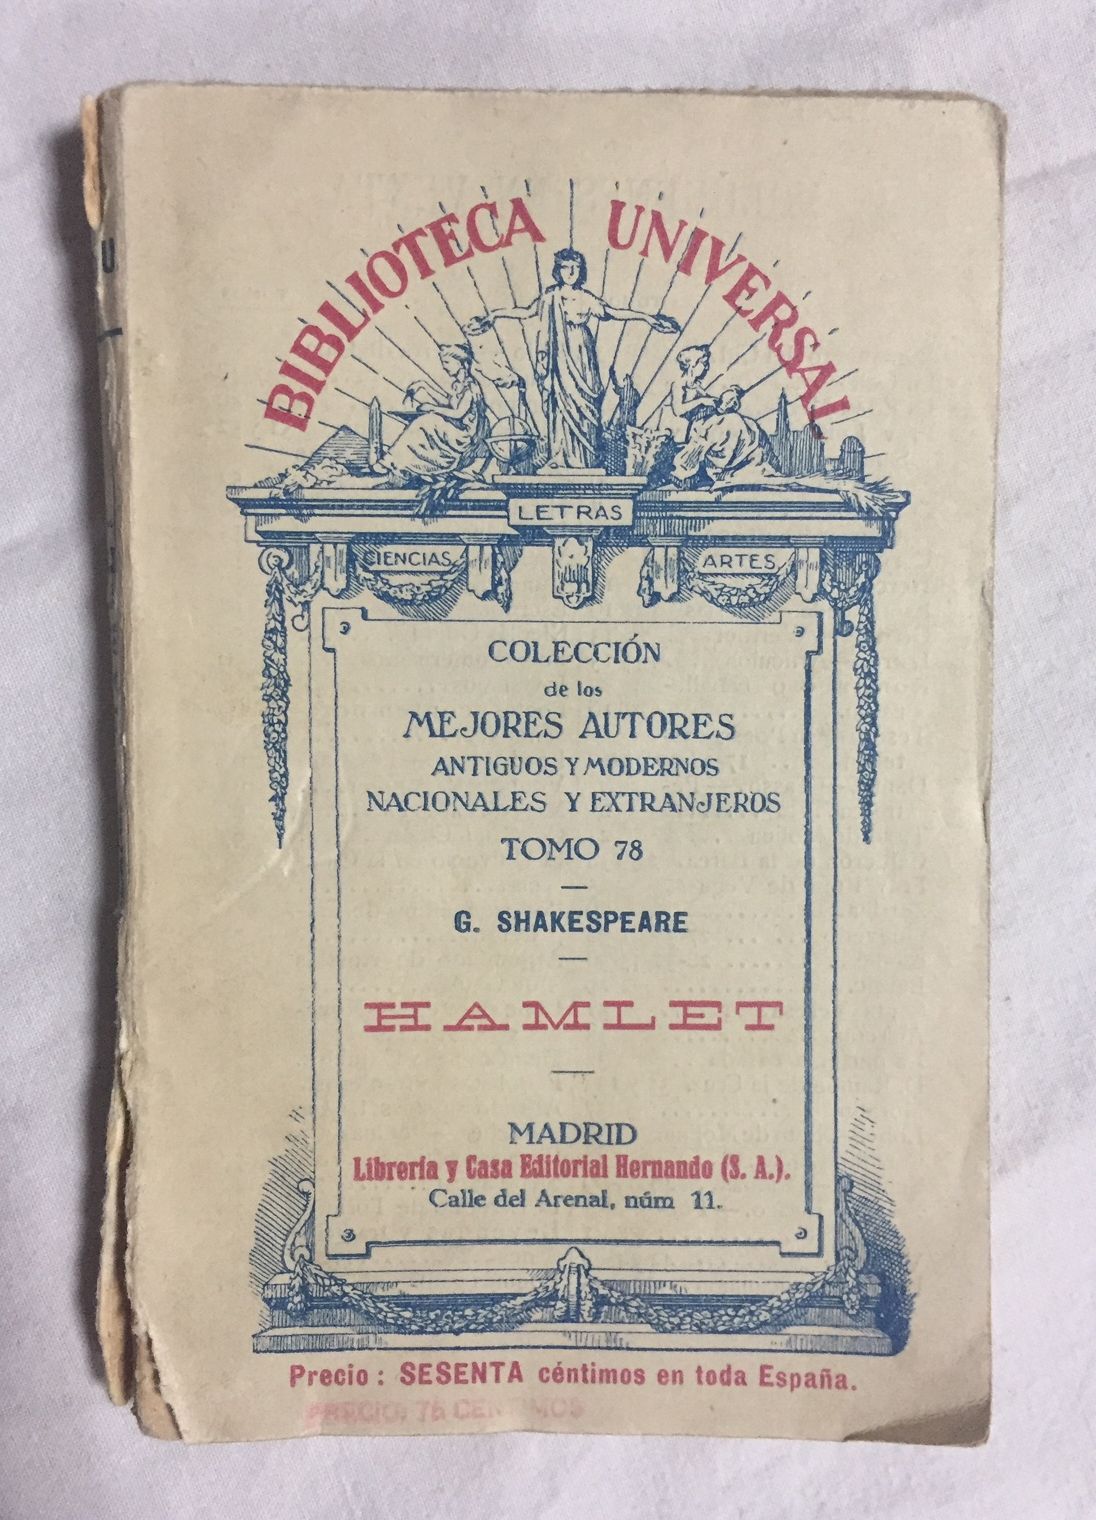 BIBLIOTECA UNIVERSAL
LETRAS
CIENCIAS
ARTES
COLECCIÓN
de los
MEJORES AUTORES
ANTIGUOS Y MODERNOS
NACIONALES Y EXTRANJEROS
TOMO 78
G. SHAKESPEARE
HAMLET
MADRID
Librería y Casa Editorial Hernando (S. A.).
Calle del Arenal, núm 11.
Precio: SESENTA céntimos en toda España.
PRECIO: 75 CENTIMOS
U